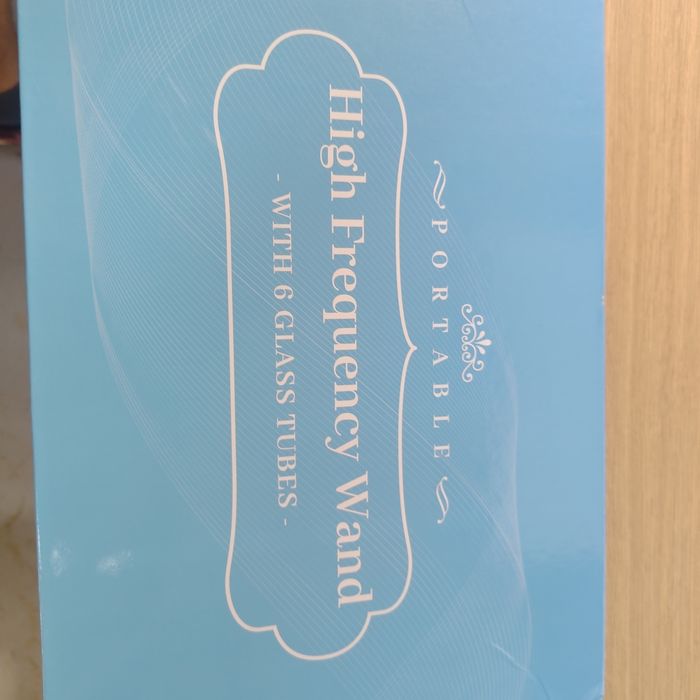 PORTABLE
High Frequency Wand
- WITH 6 GLASS TUBES -